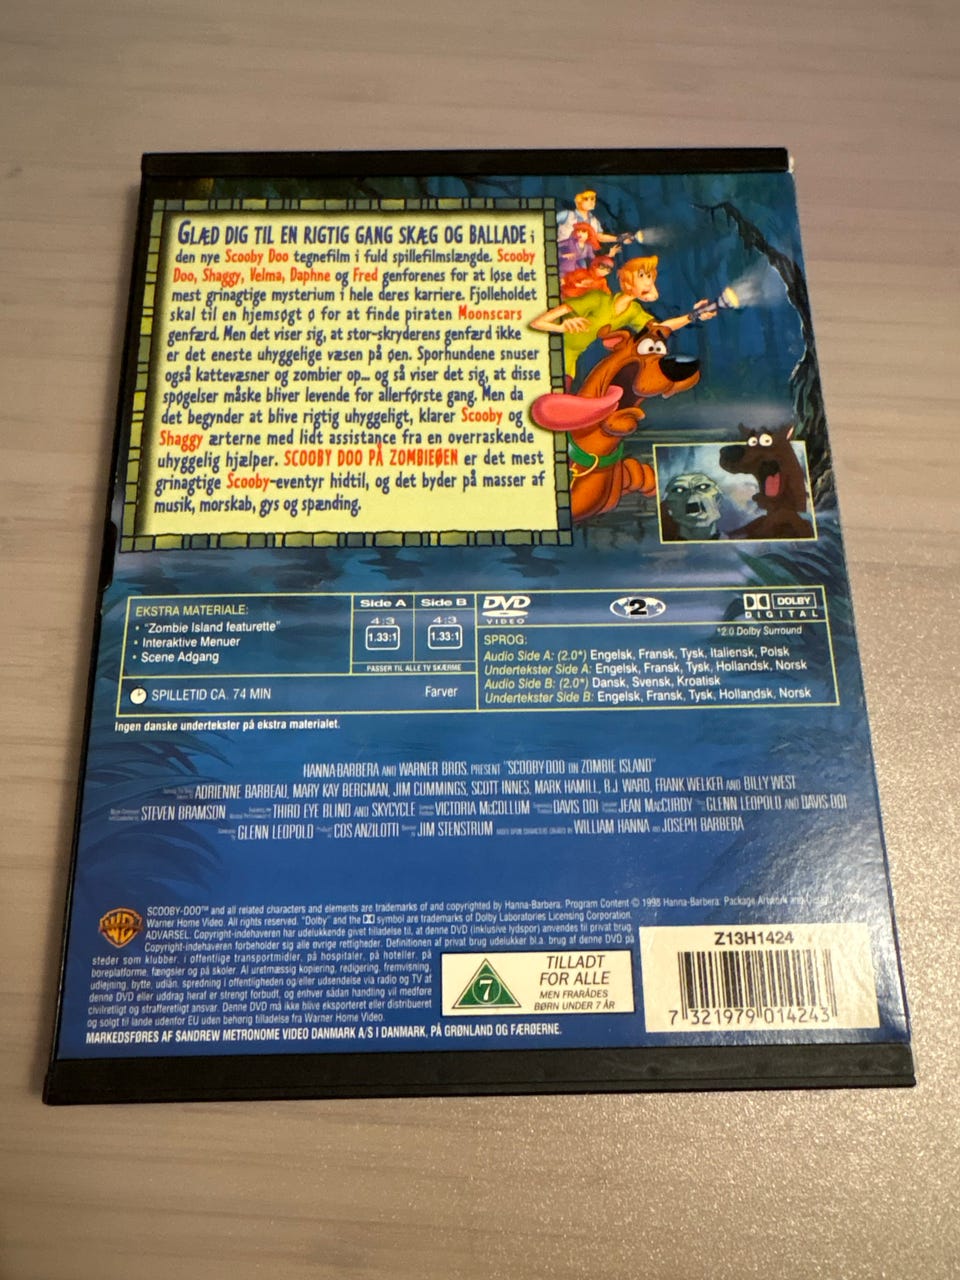 GLÆD DIG TIL EN RIGTIG GANG SKÆG OG BALLADE i
den nye Scooby Doo tegnefilm i fuld spillefilmslængde. Scooby
Doo, Shaggy, Velma, Daphne og Fred genforenes for at løse det
mest grinagtige mysterium i hele deres karriere. Fjolleholdet
skal til en hjemsøgt ø for at finde piraten Moonscars
genfærd. Men det viser sig, at stor-skryderens genfærd ikke
er det eneste uhyggelige væsen på øen. Sporhundene snuser
også kattevæsner og zombier op... og så viser det sig, at disse
spøgelser måske bliver levende for allerførste gang. Men da
det begynder at blive rigtig uhyggeligt, klarer Scooby og
Shaggy ærterne med lidt assistance fra en overraskende
uhyggelig hjælper. SCOOBY DOO PÅ ZOMBIEØEN er det mest
grinagtige Scooby-eventyr hidtil, og det byder på masser af
musik, morskab, gys og spænding.
EKSTRA MATERIALE:
• "Zombie Island featurette"
• Interaktive Menuer
• Scene Adgang
Side A Side B
4:3 4:3
1.33:1 1.33:1
PASSER TIL ALLE TV SKÆRME
SPILLETID CA. 74 MIN Farver
DVD VIDEO
2
DOLBY DIGITAL
*2.0 Dolby Surround
SPROG:
Audio Side A: (2.0*) Engelsk, Fransk, Tysk, Italiensk, Polsk
Undertekster Side A: Engelsk, Fransk, Tysk, Hollandsk, Norsk
Audio Side B: (2.0*) Dansk, Svensk, Kroatisk
Undertekster Side B: Engelsk, Fransk, Tysk, Hollandsk, Norsk
Ingen danske undertekster på ekstra materialet.
HANNA BARBERA AND WARNER BROS. PRESENT "SCOOBY DOO ON ZOMBIE ISLAND"
ADRIENNE BARBEAU, MARY KAY BERGMAN, JIM CUMMINGS, SCOTT INNES, MARK HAMILL, B.J. WARD, FRANK WELKER AND BILLY WEST
STEVEN BRAMSON THIRD EYE BLIND AND SKYCYCLE VICTORIA McCOLLUM DAVIS DOI JEAN MacCURDY GLENN LEOPOLD AND DAVIS DOI
GLENN LEOPOLD COS ANZILOTTI JIM STENSTRUM BASED UPON CHARACTERS CREATED BY WILLIAM HANNA AND JOSEPH BARBERA
SCOOBY-DOO™ and all related characters and elements are trademarks of and copyrighted by Hanna-Barbera. Program Content © 1998 Hanna-Barbera. Package Artwork and
Warner Home Video. All rights reserved. "Dolby" and the symbol are trademarks of Dolby Laboratories Licensing Corporation.
ADVARSEL. Copyright-indehaveren har udelukkende givet tilladelse til, at denne DVD (inklusive lydspor) anvendes til privat brug.
Copyright-indehaveren forbeholder sig alle øvrige rettigheder. Definitionen af privat brug udelukker bl.a. brug af denne DVD på
steder som klubber, i offentlige transportmidler, på hospitaler, på hoteller, på
boreplatforme, fængsler og på skoler. Al uretmæssig kopiering, redigering, fremvisning,
udlejning, bytte, udlån, spredning i offentligheden og/eller udsendelse via radio og TV af
denne DVD eller uddrag heraf er strengt forbudt, og enhver sådan handling vil medføre
civilretligt og strafferetligt ansvar. Denne DVD må ikke blive eksporteret eller distribueret
og solgt til lande udenfor EU uden behørig tilladelse fra Warner Home Video.
MARKEDSFØRES AF SANDREW METRONOME VIDEO DANMARK A/S I DANMARK, PÅ GRØNLAND OG FÆRØERNE.
7
TILLADT
FOR ALLE
MEN FRARÅDES
BØRN UNDER 7 ÅR
Z13H1424
7 321979 014243